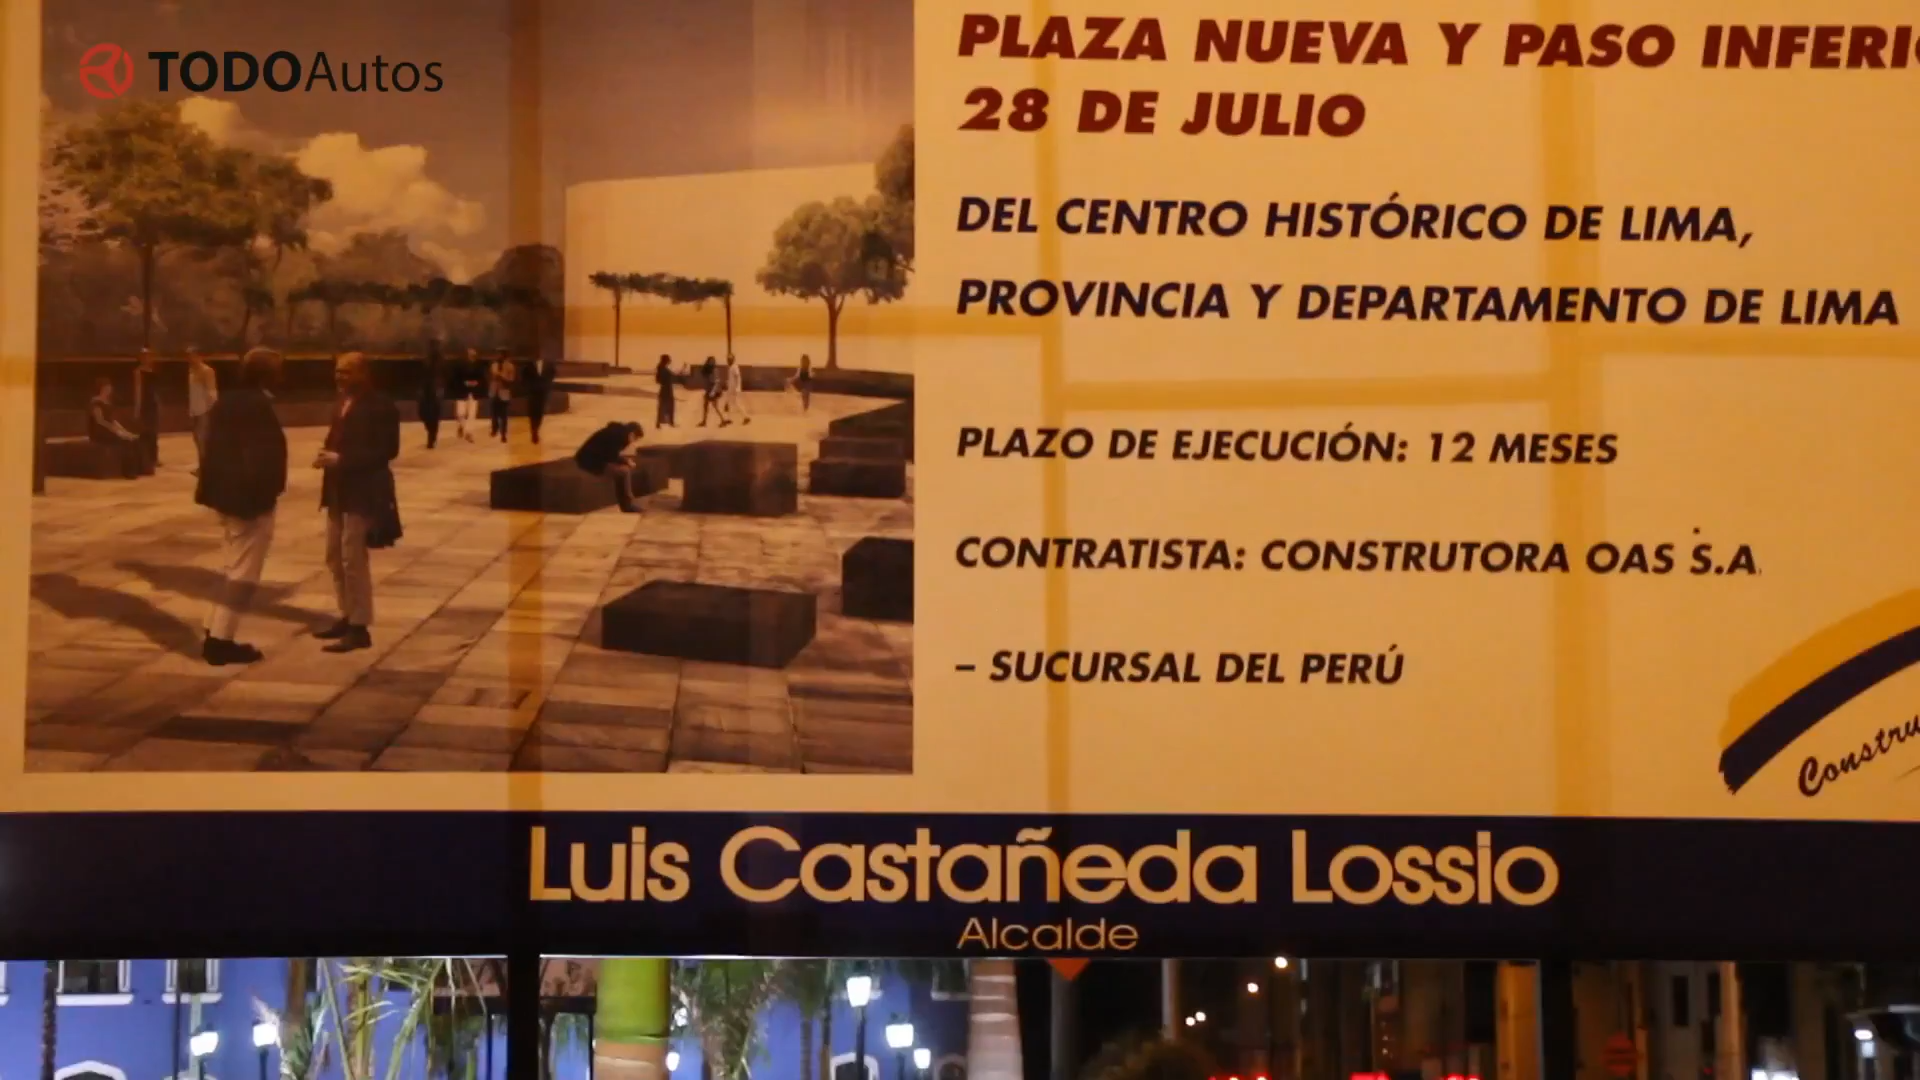 TODOAutos
PLAZA NUEVA Y PASO INFERI
28 DE JULIO
DEL CENTRO HISTÓRICO DE LIMA,
PROVINCIA Y DEPARTAMENTO DE LIMA
PLAZO DE EJECUCIÓN: 12 MESES
CONTRATISTA: CONSTRUTORA OAS S.A.
– SUCURSAL DEL PERÚ
Constru
Luis Castañeda Lossio
Alcalde